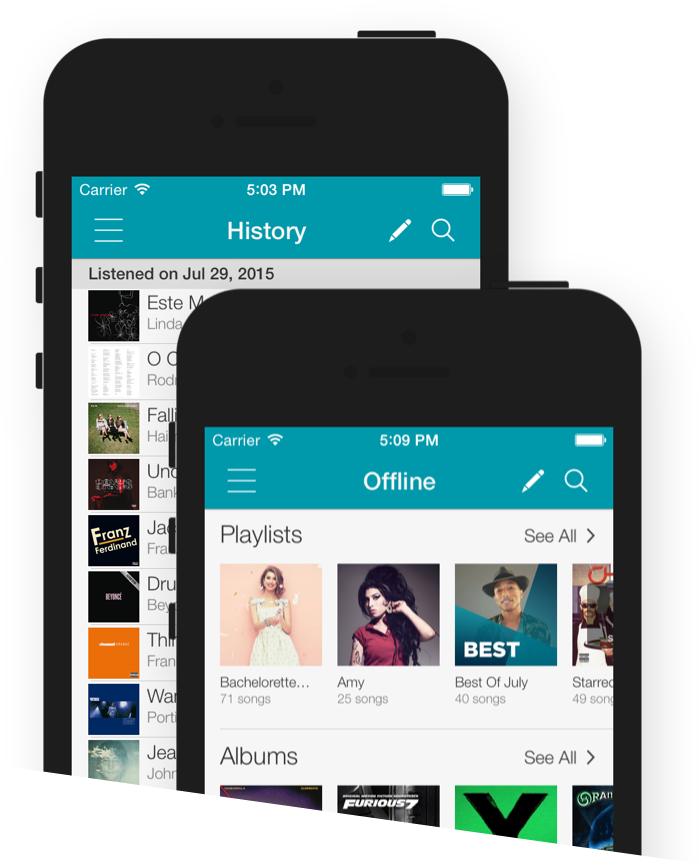 Carrier
5:03 PM
History
Listened on Jul 29, 2015
Este M
Linda
O C
Rodr
Falli
Hai
Unc
Bank
Franz
Ferdinand
Jac
Fra
BEYONCÉ
Dru
Bey
Thi
Fran
War
Porti
Jea
John
Carrier
5:09 PM
Offline
Playlists
See All
BEST
Bachelorette...
71 songs
Amy
25 songs
Best Of July
40 songs
Starred
49 song
Albums
See All
FURIOUS 7